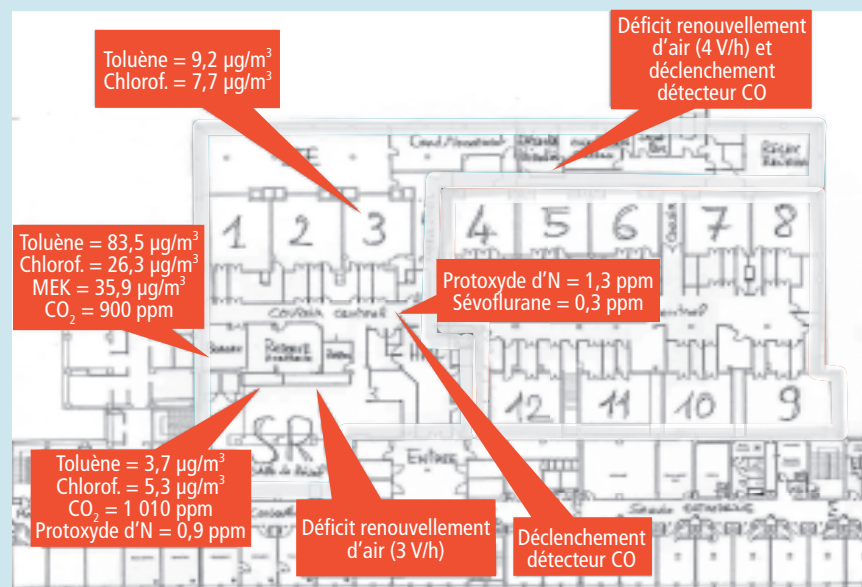 Déficit renouvellement
d'air (4 V/h) et
déclenchement
détecteur CO
Toluène = 9,2 µg/m³
Chlorof. = 7,7 µg/m³
1
2
3
4
5
6
7
8
Toluène = 83,5 µg/m³
Chlorof. = 26,3 µg/m³
MEK = 35,9 µg/m³
CO₂ = 900 ppm
Protoxyde d'N = 1,3 ppm
Sévoflurane = 0,3 ppm
central
12
11
10
9
SR
ENTREE
Toluène = 3,7 µg/m³
Chlorof. = 5,3 µg/m³
CO₂ = 1 010 ppm
Protoxyde d'N = 0,9 ppm
Déficit renouvellement
d'air (3 V/h)
Déclenchement
détecteur CO